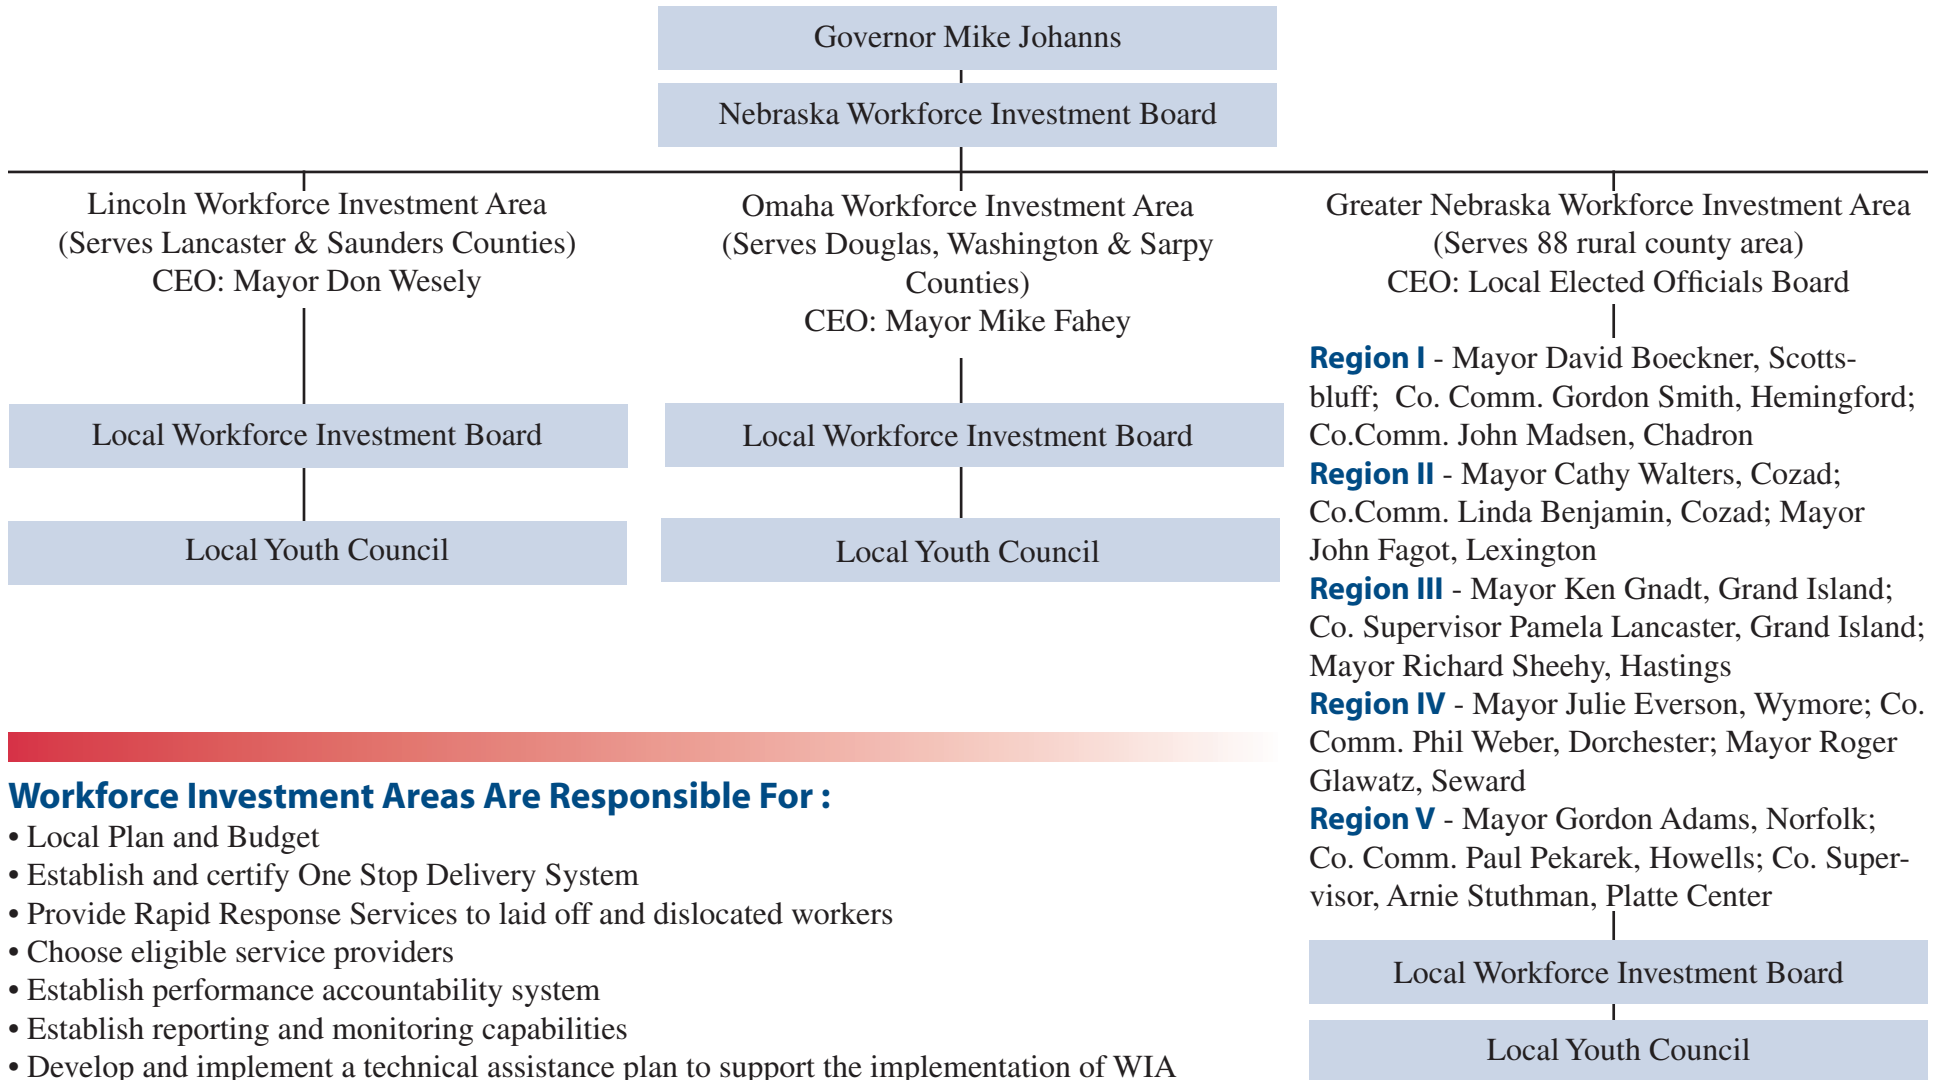 Governor Mike Johanns
Nebraska Workforce Investment Board
Lincoln Workforce Investment Area
(Serves Lancaster & Saunders Counties)
CEO: Mayor Don Wesely
Local Workforce Investment Board
Local Youth Council
Omaha Workforce Investment Area
(Serves Douglas, Washington & Sarpy
Counties)
CEO: Mayor Mike Fahey
Local Workforce Investment Board
Local Youth Council
Greater Nebraska Workforce Investment Area
(Serves 88 rural county area)
CEO: Local Elected Officials Board
Region I - Mayor David Boeckner, Scotts-
bluff;  Co. Comm. Gordon Smith, Hemingford;
Co.Comm. John Madsen, Chadron
Region II - Mayor Cathy Walters, Cozad;
Co.Comm. Linda Benjamin, Cozad; Mayor
John Fagot, Lexington
Region III - Mayor Ken Gnadt, Grand Island;
Co. Supervisor Pamela Lancaster, Grand Island;
Mayor Richard Sheehy, Hastings
Region IV - Mayor Julie Everson, Wymore; Co.
Comm. Phil Weber, Dorchester; Mayor Roger
Glawatz, Seward
Region V - Mayor Gordon Adams, Norfolk;
Co. Comm. Paul Pekarek, Howells; Co. Super-
visor, Arnie Stuthman, Platte Center
Local Workforce Investment Board
Local Youth Council
Workforce Investment Areas Are Responsible For :
• Local Plan and Budget
• Establish and certify One Stop Delivery System
• Provide Rapid Response Services to laid off and dislocated workers
• Choose eligible service providers
• Establish performance accountability system
• Establish reporting and monitoring capabilities
• Develop and implement a technical assistance plan to support the implementation of WIA